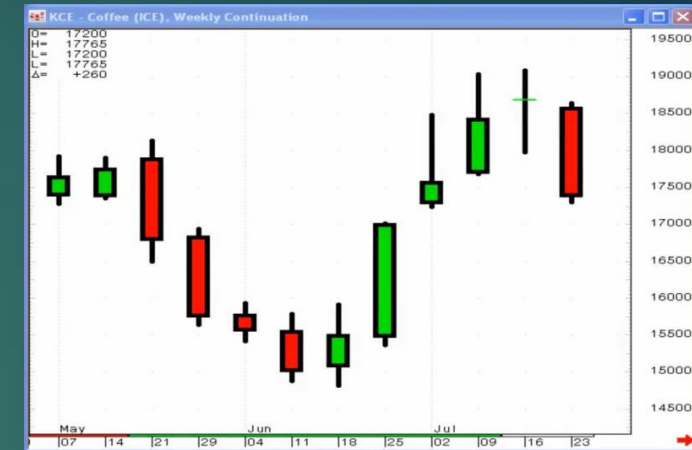 KCE - Coffee (ICE), Weekly Continuation
O= 17200
H= 17765
L= 17200
L= 17765
Δ= +260
19500
19000
18500
18000
17500
17000
16500
16000
15500
15000
14500
May Jun Jul
07 14 21 29 04 11 18 25 02 09 16 23